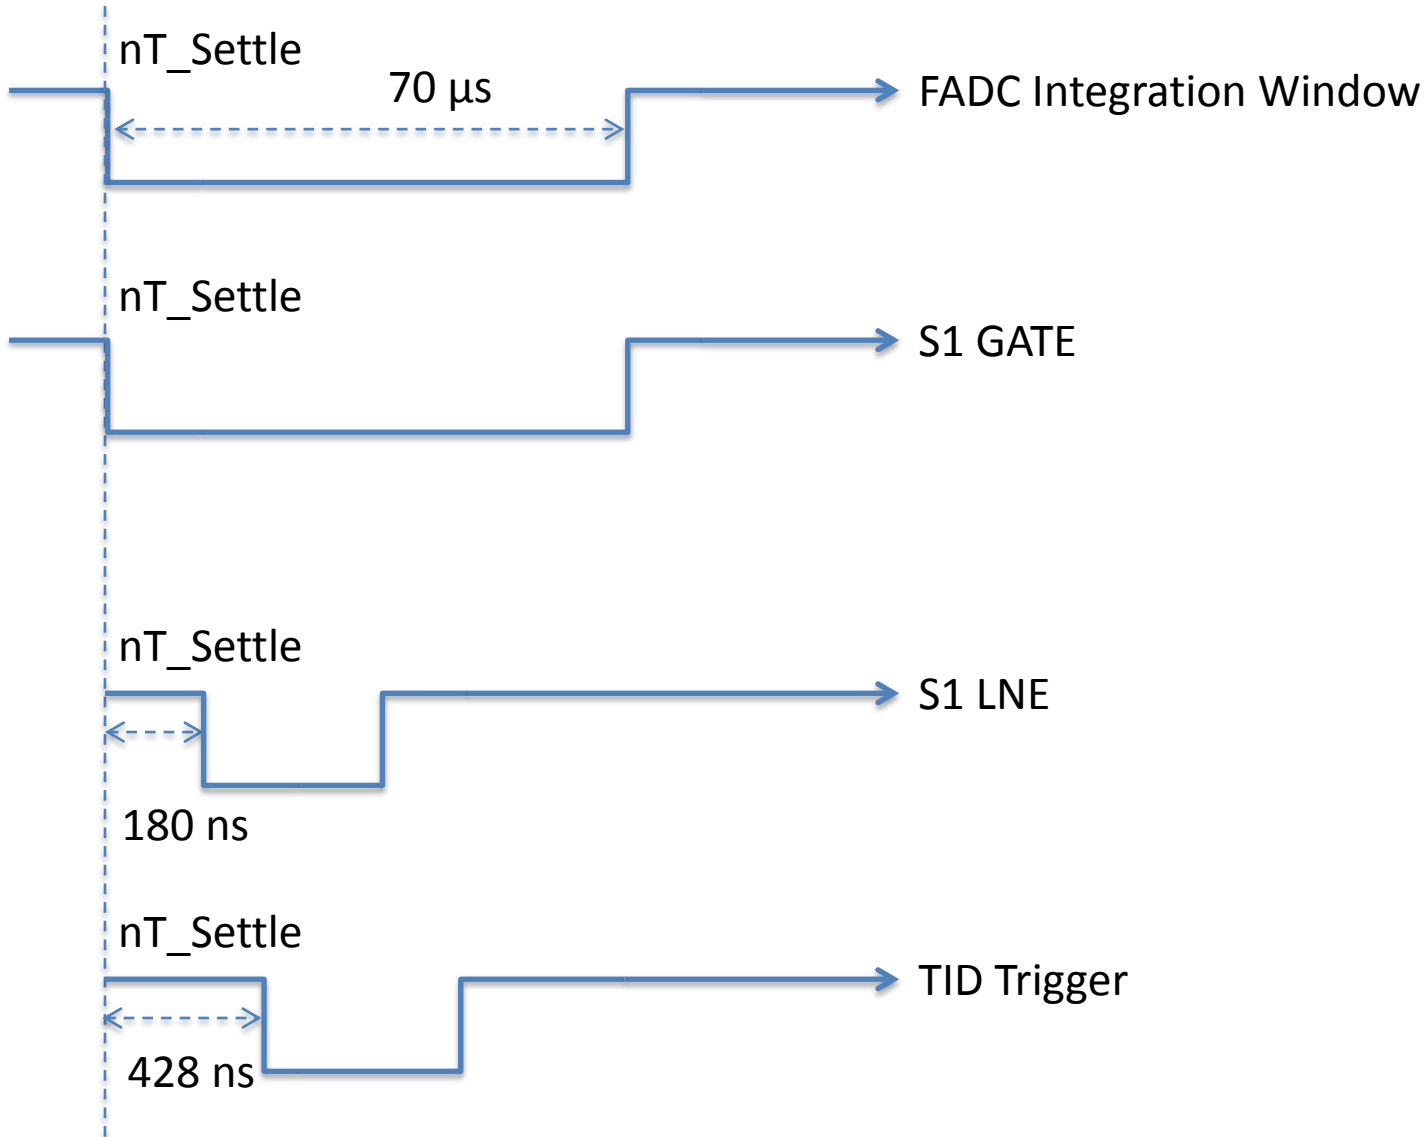 nT_Settle
70 µs
FADC Integration Window
nT_Settle
S1 GATE
nT_Settle
S1 LNE
180 ns
nT_Settle
TID Trigger
428 ns